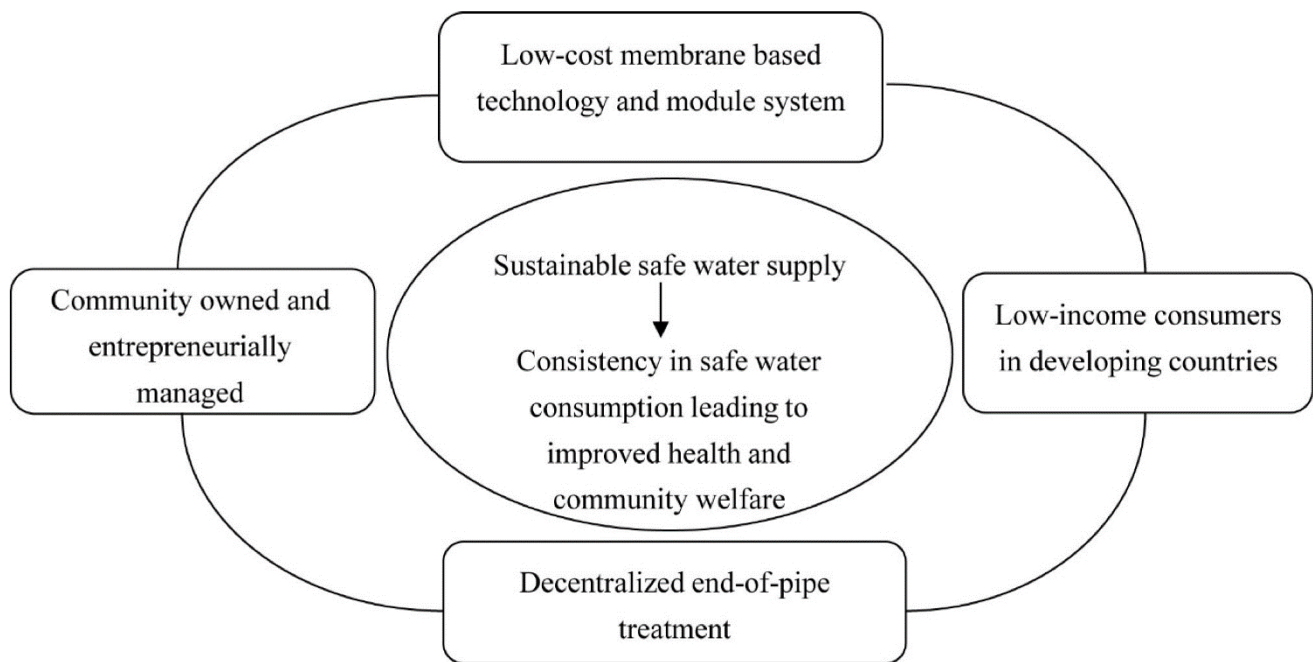 Low-cost membrane based
technology and module system
Sustainable safe water supply
Consistency in safe water
consumption leading to
improved health and
community welfare
Community owned and
entrepreneurially
managed
Low-income consumers
in developing countries
Decentralized end-of-pipe
treatment